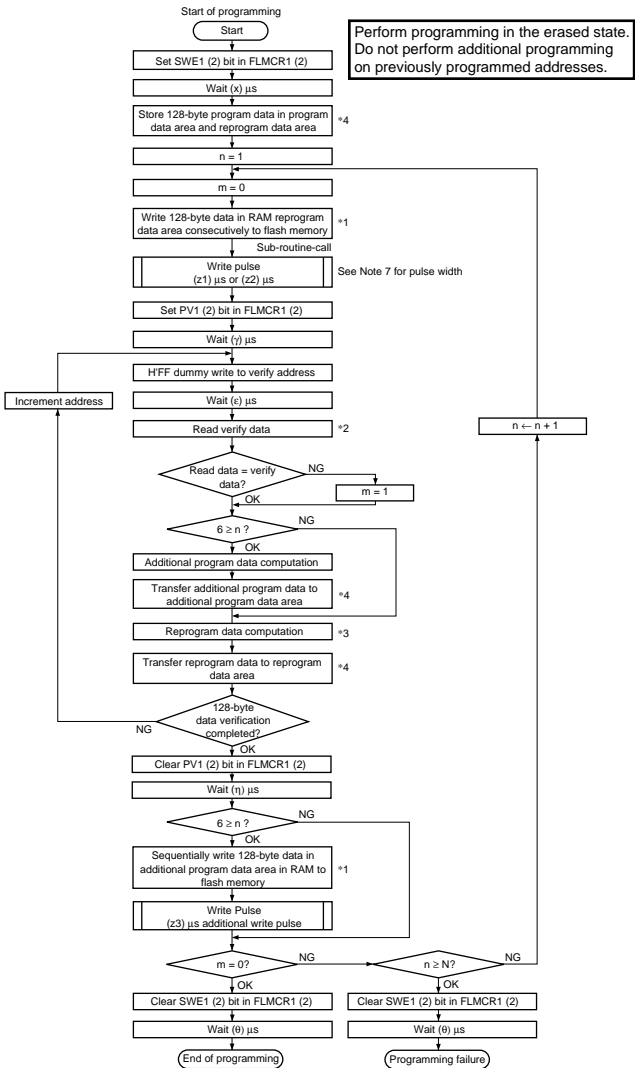 Start of programming
Start
Perform programming in the erased state.
Do not perform additional programming
on previously programmed addresses.
Set SWE1 (2) bit in FLMCR1 (2)
Wait (x) μs
Store 128-byte program data in program
data area and reprogram data area
*4
n = 1
m = 0
Write 128-byte data in RAM reprogram
data area consecutively to flash memory
*1
Sub-routine-call
Write pulse
(z1) μs or (z2) μs
See Note 7 for pulse width
Set PV1 (2) bit in FLMCR1 (2)
Wait (γ) μs
H'FF dummy write to verify address
Increment address
Wait (ε) μs
n ← n + 1
Read verify data
*2
Read data = verify
data?
NG
m = 1
OK
6 ≥ n ?
NG
OK
Additional program data computation
Transfer additional program data to
additional program data area
*4
Reprogram data computation
*3
Transfer reprogram data to reprogram
data area
*4
128-byte
data verification
completed?
NG
OK
Clear PV1 (2) bit in FLMCR1 (2)
Wait (η) μs
6 ≥ n ?
NG
OK
Sequentially write 128-byte data in
additional program data area in RAM to
flash memory
*1
Write Pulse
(z3) μs additional write pulse
m = 0?
NG
n ≥ N?
NG
OK
OK
Clear SWE1 (2) bit in FLMCR1 (2)
Clear SWE1 (2) bit in FLMCR1 (2)
Wait (θ) μs
Wait (θ) μs
End of programming
Programming failure